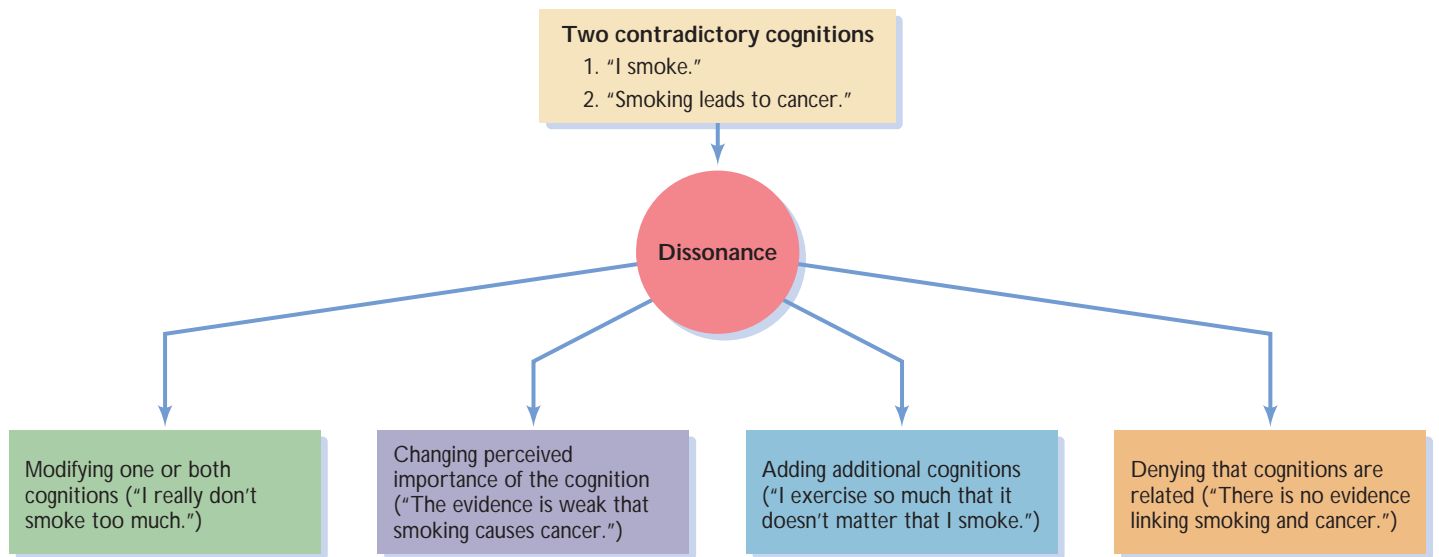 Two contradictory cognitions
1. “I smoke.”
2. “Smoking leads to cancer.”
Dissonance
Modifying one or both
cognitions (“I really don't
smoke too much.”)
Changing perceived
importance of the cognition
(“The evidence is weak that
smoking causes cancer.”)
Adding additional cognitions
(“I exercise so much that it
doesn't matter that I smoke.”)
Denying that cognitions are
related (“There is no evidence
linking smoking and cancer.”)